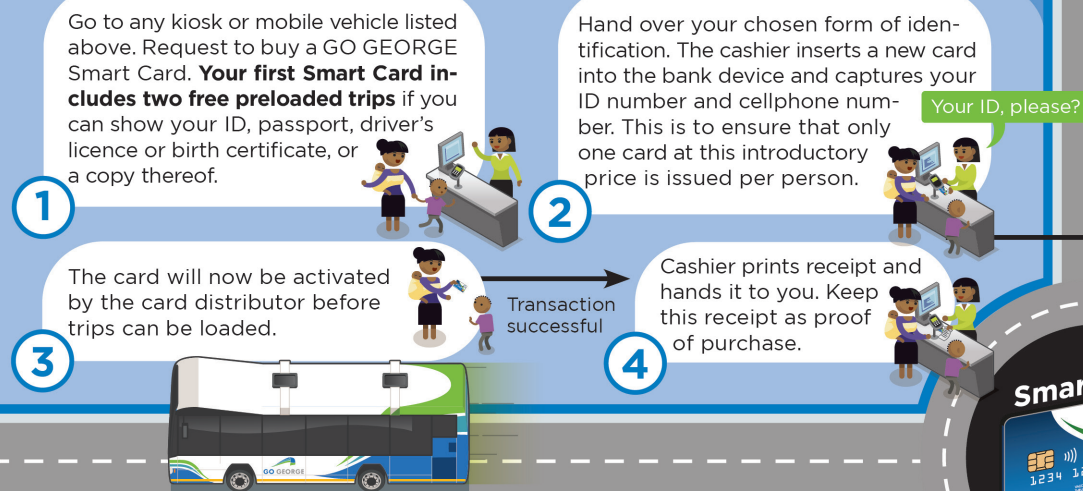 Go to any kiosk or mobile vehicle listed
above. Request to buy a GO GEORGE
Smart Card. Your first Smart Card in-
cludes two free preloaded trips if you
can show your ID, passport, driver's
licence or birth certificate, or
a copy thereof.
1
Hand over your chosen form of iden-
tification. The cashier inserts a new card
into the bank device and captures your
ID number and cellphone num-
ber. This is to ensure that only
one card at this introductory
price is issued per person.
Your ID, please?
2
The card will now be activated
by the card distributor before
trips can be loaded.
3
Transaction
successful
Cashier prints receipt and
hands it to you. Keep
this receipt as proof
of purchase.
4
GO GEORGE
Smar
1234